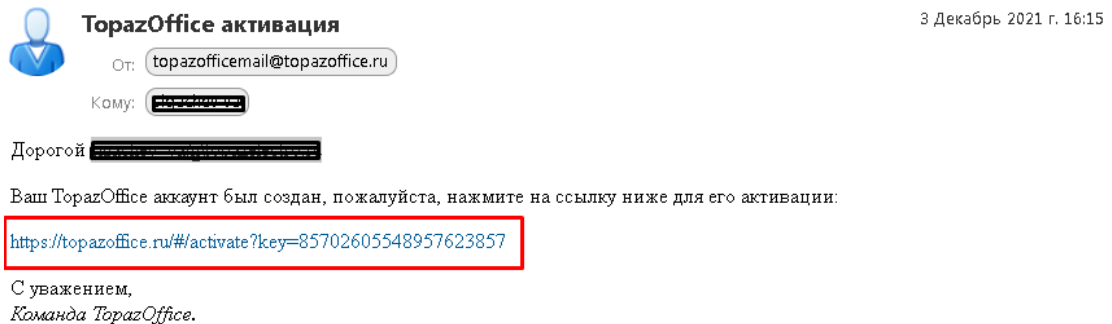 TopazOffice активация
3 Декабрь 2021 г. 16:15
От: topazofficemail@topazoffice.ru
Кому:
Дорогой
Ваш TopazOffice аккаунт был создан, пожалуйста, нажмите на ссылку ниже для его активации:
https://topazoffice.ru/#/activate?key=85702605548957623857
С уважением,
Команда TopazOffice.